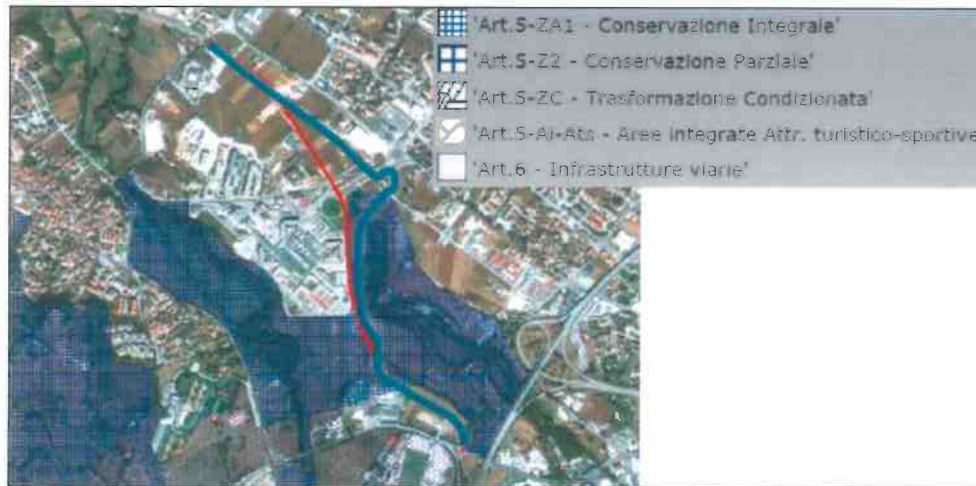 'Art.5-ZA1 - Conservazione Integrale'
'Art.5-Z2 - Conservazione Parziale'
'Art.5-ZC - Trasformazione Condizionata'
'Art.5-Ai-Ats - Aree integrate Attr. turistico-sportive
'Art.6 - Infrastrutture viarie'